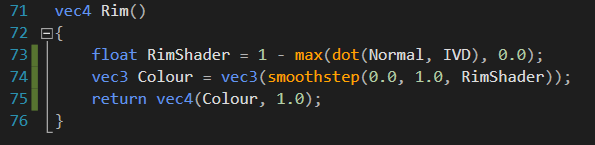 71 vec4 Rim()
72 {
73 float RimShader = 1 - max(dot(Normal, IVD), 0.0);
74 vec3 Colour = vec3(smoothstep(0.0, 1.0, RimShader));
75 return vec4(Colour, 1.0);
76 }